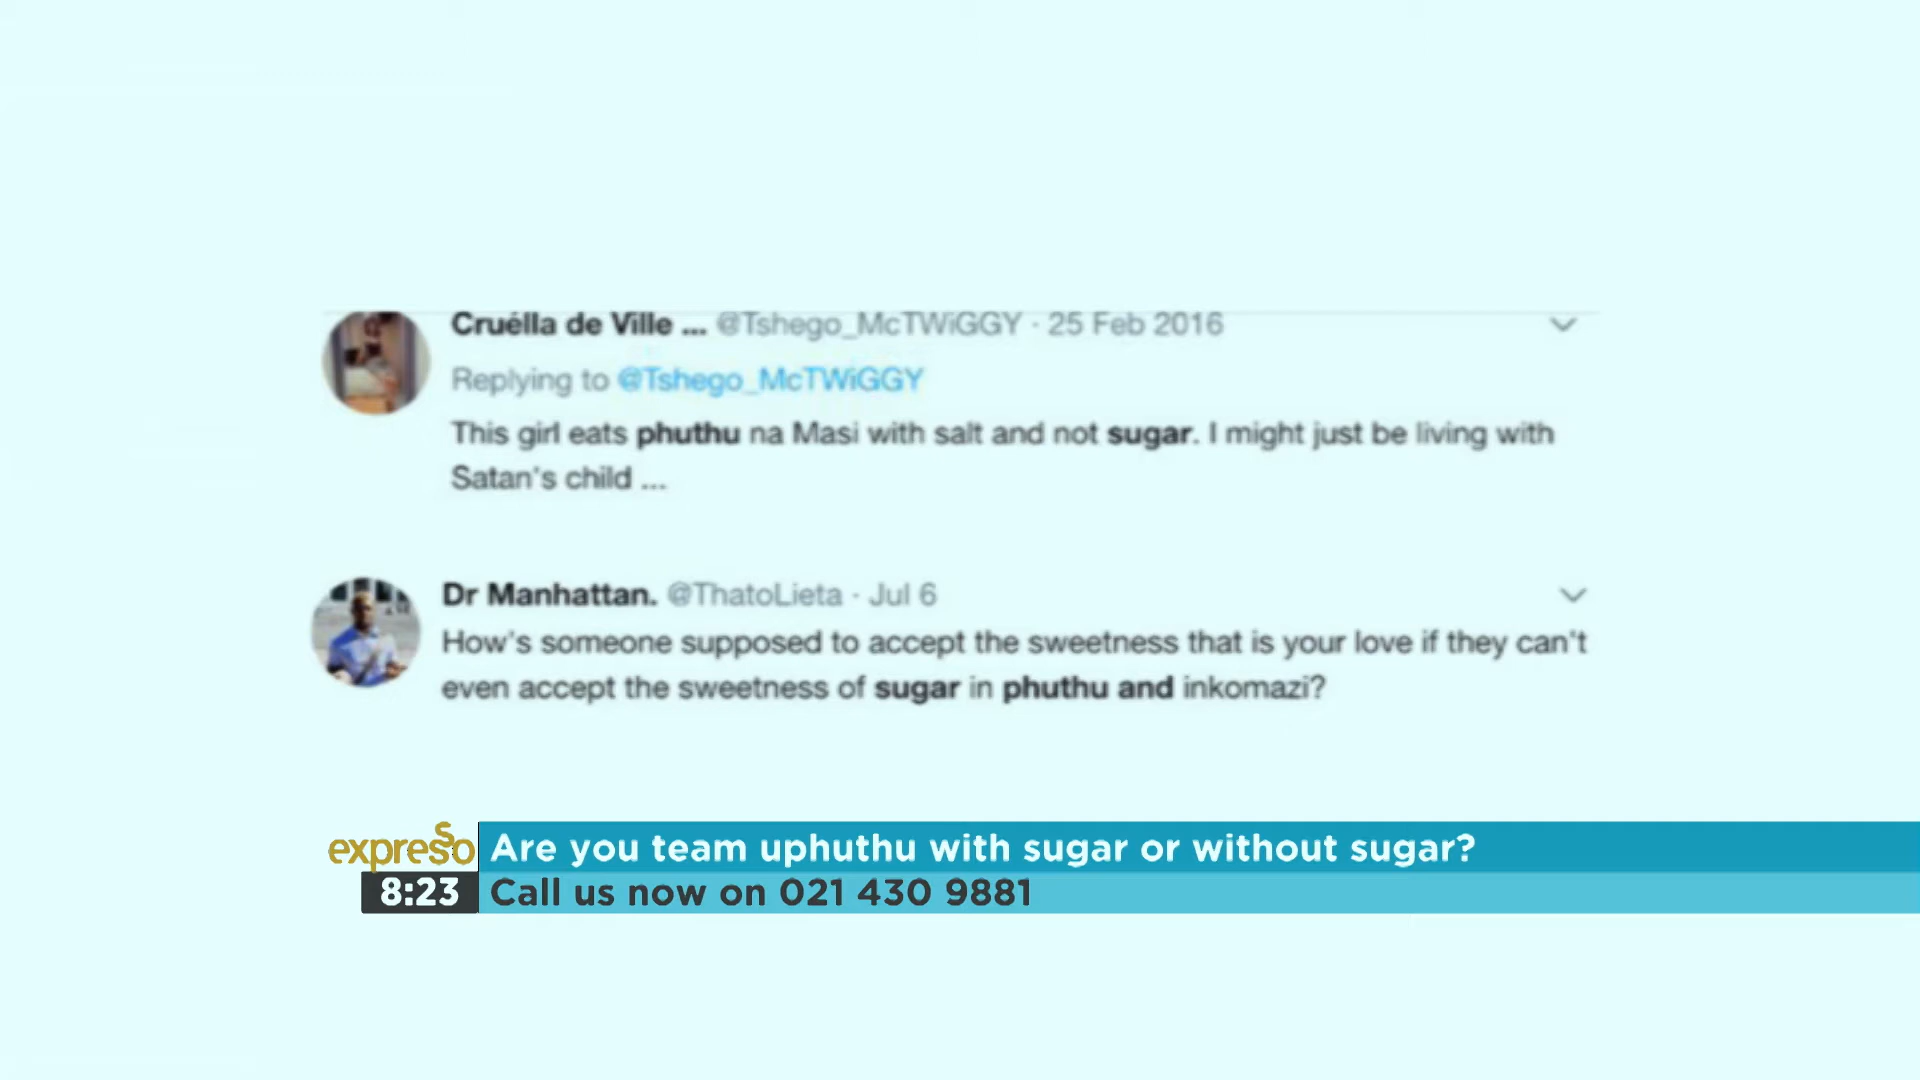 Cruélla de Ville ... @Tshego_McTWiGGY · 25 Feb 2016
Replying to @Tshego_McTWiGGY
This girl eats phuthu na Masi with salt and not sugar. I might just be living with
Satan's child ...
Dr Manhattan. @ThatoLieta · Jul 6
How's someone supposed to accept the sweetness that is your love if they can't
even accept the sweetness of sugar in phuthu and inkomazi?
expresso Are you team uphuthu with sugar or without sugar?
8:23 Call us now on 021 430 9881